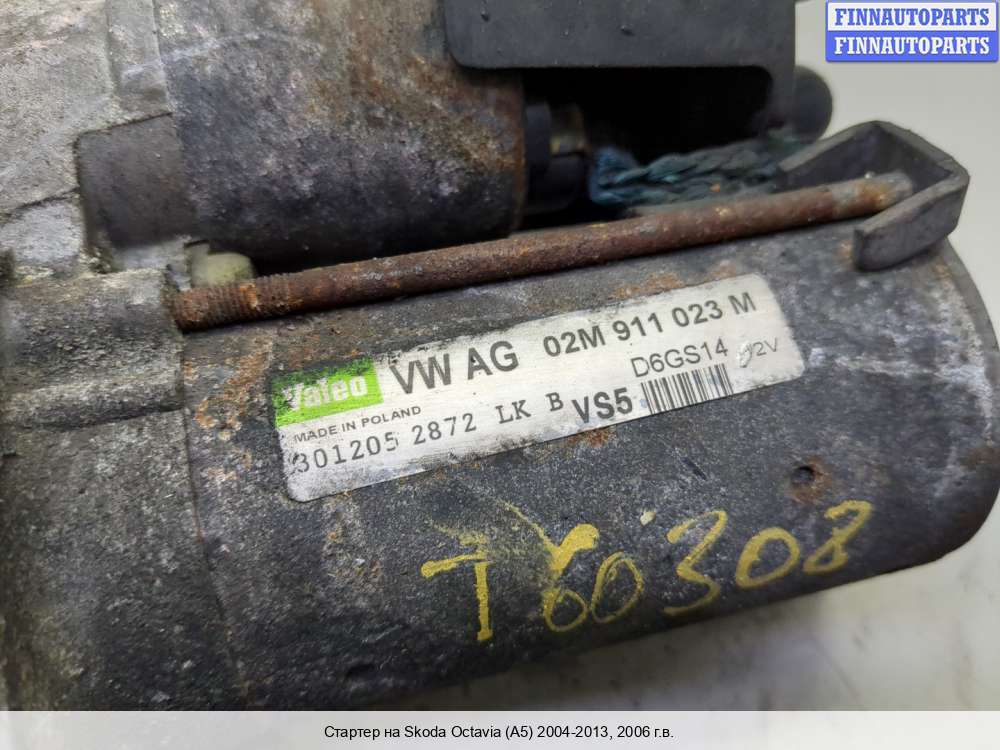 FINNAUTOPARTS
FINNAUTOPARTS
Valeo VW AG 02M 911 023 M
MADE IN POLAND D6GS14 12V
301205 2872 LK B VS5
T60308
Стартер на Skoda Octavia (A5) 2004-2013, 2006 г.в.